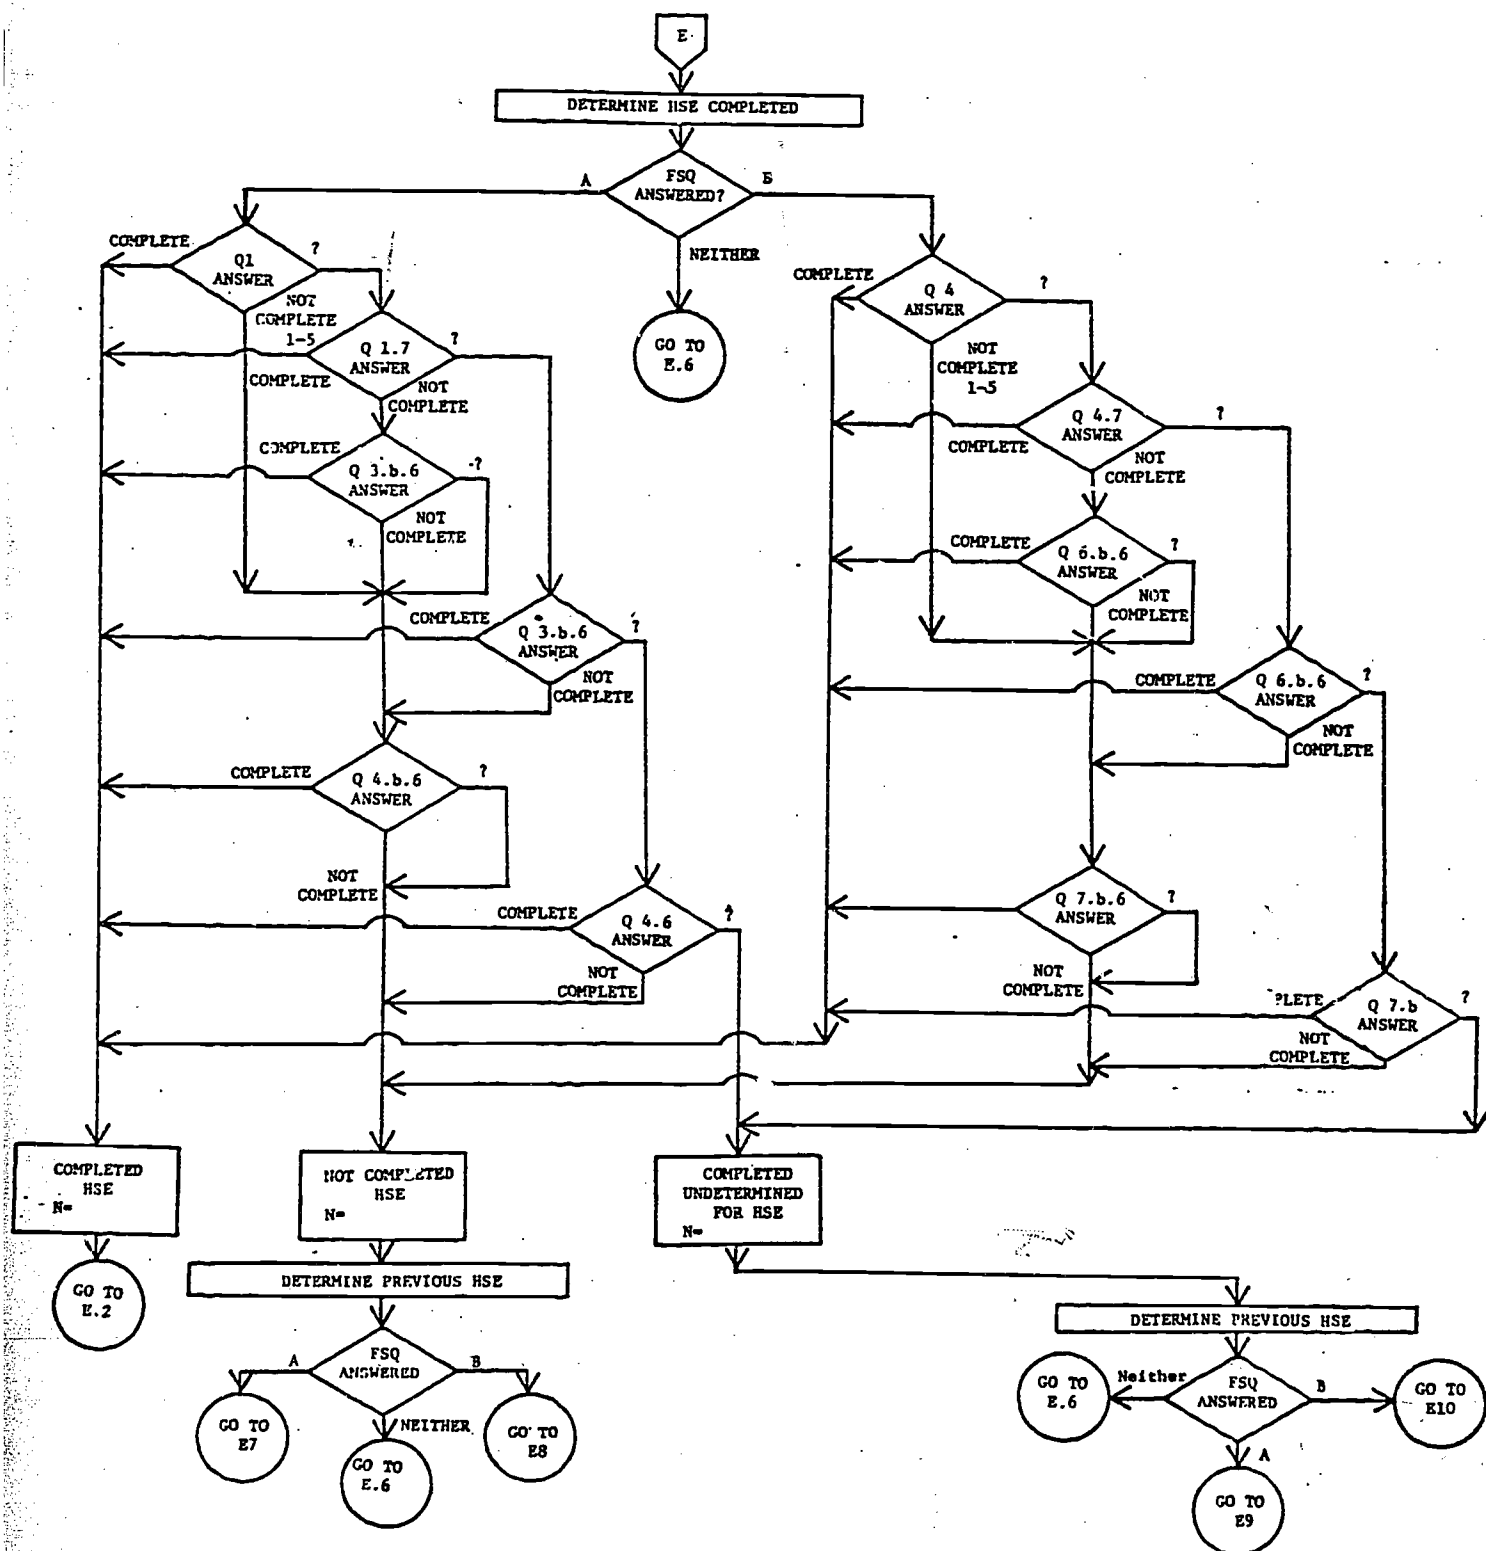 E
DETERMINE HSE COMPLETED
FSQ
ANSWERED?
A
B
NEITHER
GO TO
E.6
COMPLETE
Q1
ANSWER
?
NOT
COMPLETE
1-5
Q 1.7
ANSWER
?
COMPLETE
NOT
COMPLETE
COMPLETE
Q 3.b.6
ANSWER
?
NOT
COMPLETE
COMPLETE
Q 3.b.6
ANSWER
?
NOT
COMPLETE
COMPLETE
Q 4.b.6
ANSWER
?
NOT
COMPLETE
COMPLETE
Q 4.6
ANSWER
?
NOT
COMPLETE
COMPLETE
Q 4
ANSWER
?
NOT
COMPLETE
1-5
Q 4.7
ANSWER
?
COMPLETE
NOT
COMPLETE
COMPLETE
Q 6.b.6
ANSWER
?
NOT
COMPLETE
COMPLETE
Q 6.b.6
ANSWER
?
NOT
COMPLETE
Q 7.b.6
ANSWER
?
NOT
COMPLETE
PLETE
Q 7.b
ANSWER
?
NOT
COMPLETE
COMPLETED
HSE
N=
GO TO
E.2
NOT COMPLETED
HSE
N=
DETERMINE PREVIOUS HSE
FSQ
ANSWERED
A
B
NEITHER
GO TO
E7
GO TO
E.6
GO TO
E8
COMPLETED
UNDETERMINED
FOR HSE
N=
DETERMINE PREVIOUS HSE
FSQ
ANSWERED
Neither
B
A
GO TO
E.6
GO TO
E10
GO TO
E9